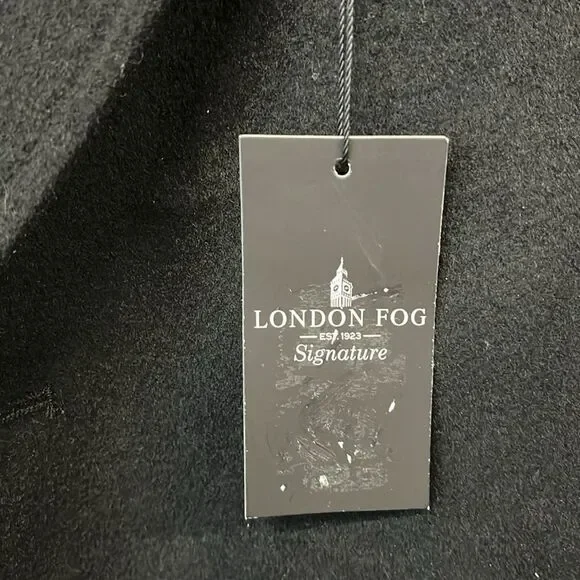 LONDON FOG
EST. 1923
Signature